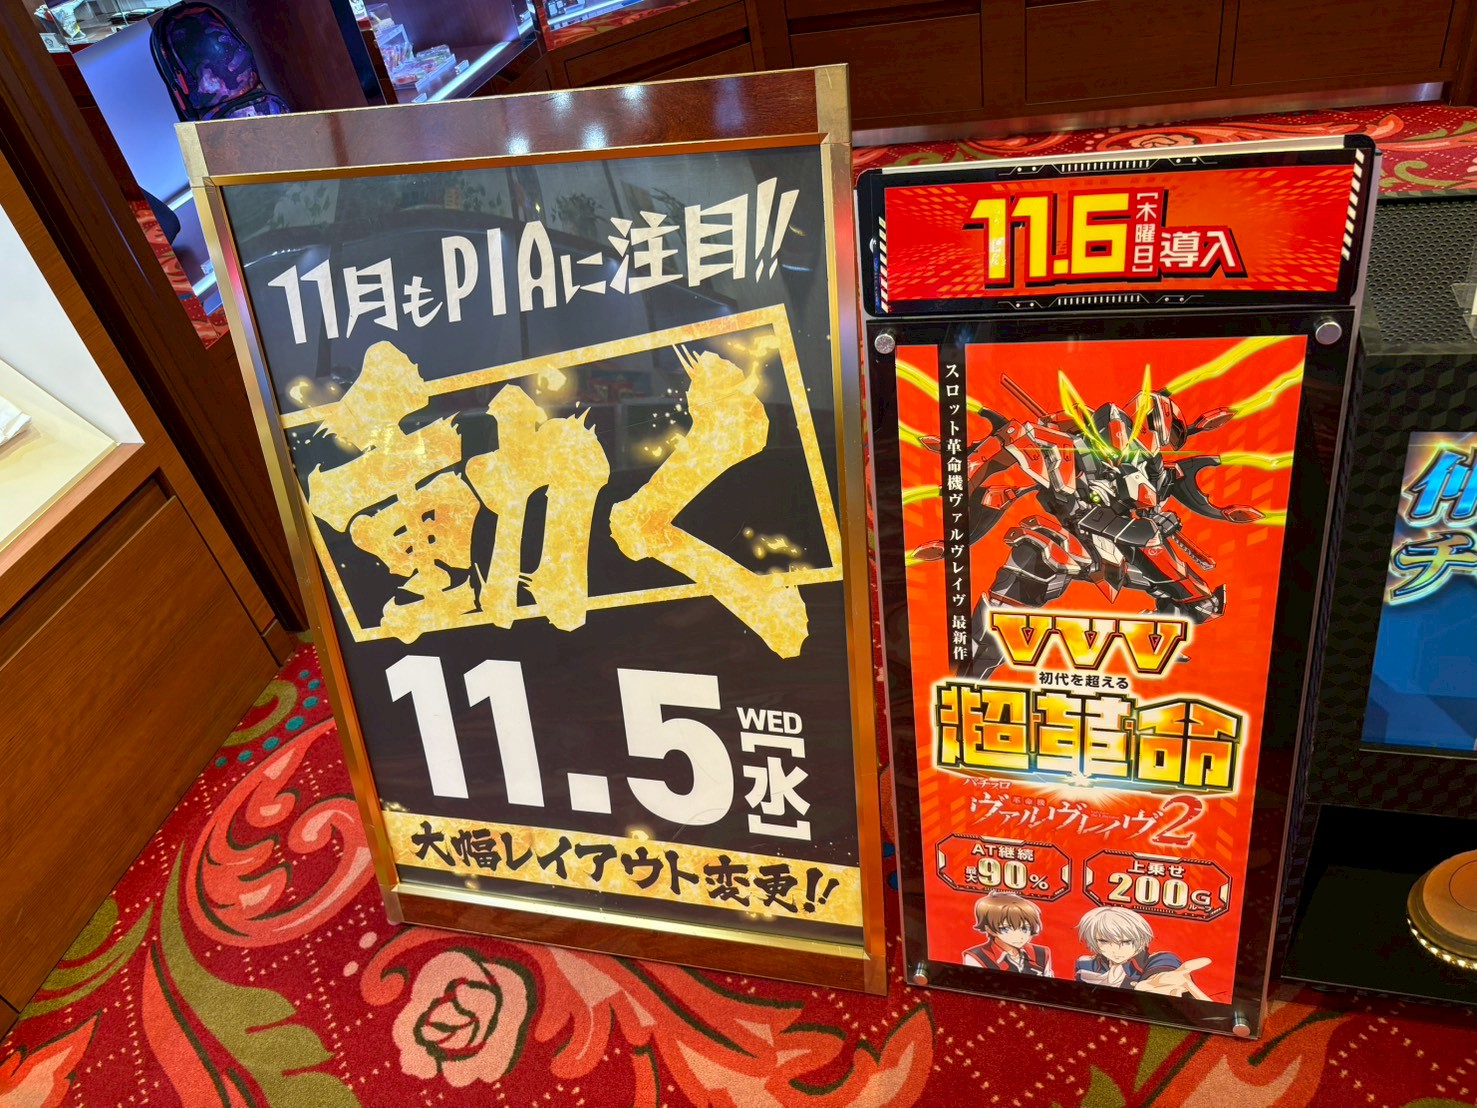 11月もPIAに注目!!
動く
11.5
WED
[水]
大幅レイアウト変更!!
11.6
[木曜日]
導入
スロット革命機ヴァルヴレイヴ 最新作
VVV
初代を超える
超革命
パチスロ
革命機
ヴァルヴレイヴ2
AT継続
最大90%
上乗せ
200G
ループ
チ